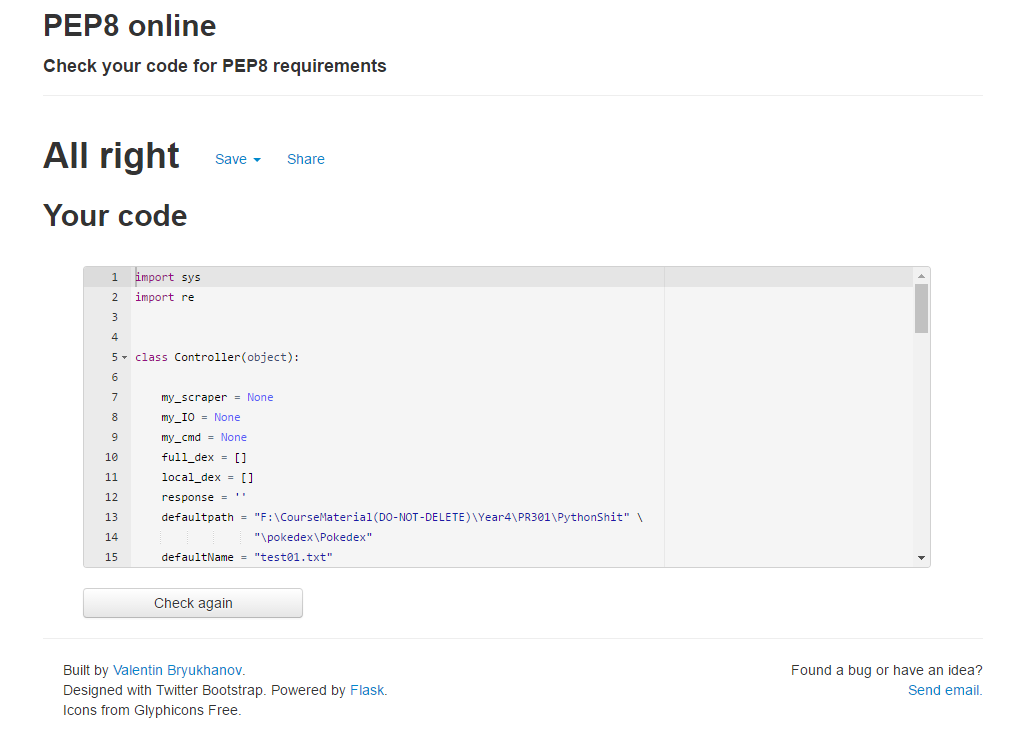 PEP8 online
Check your code for PEP8 requirements
All right Save Share
Your code
1 import sys
2 import re
3
4
5 class Controller(object):
6
7 my_scraper = None
8 my_IO = None
9 my_cmd = None
10 full_dex = []
11 local_dex = []
12 response = ''
13 defaultpath = "F:\CourseMaterial(DO-NOT-DELETE)\Year4\PR301\PythonShit" \
14 "\pokedex\Pokedex"
15 defaultName = "test01.txt"
Check again
Built by Valentin Bryukhanov. Found a bug or have an idea?
Designed with Twitter Bootstrap. Powered by Flask. Send email.
Icons from Glyphicons Free.